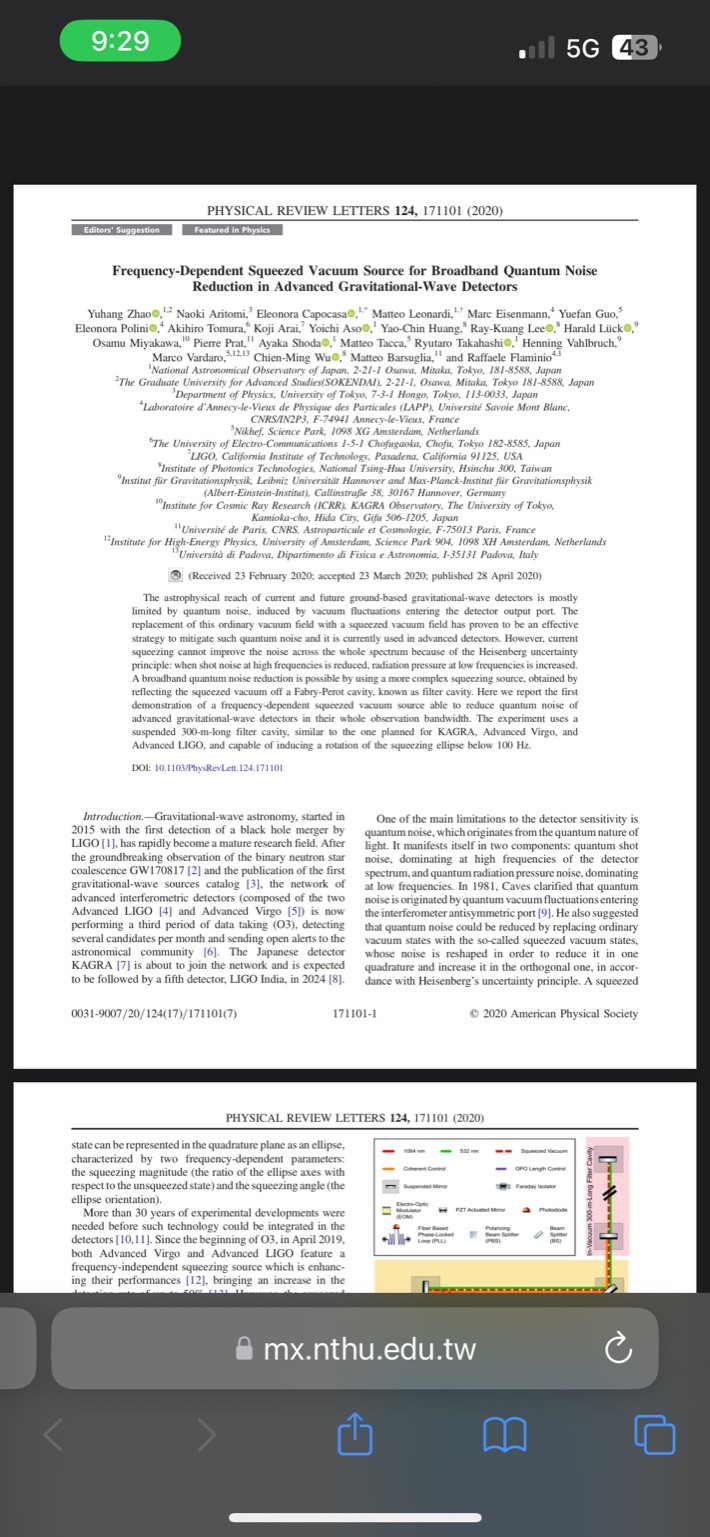 9:29
5G 43
PHYSICAL REVIEW LETTERS 124, 171101 (2020)
Editors' Suggestion Featured in Physics
Frequency-Dependent Squeezed Vacuum Source for Broadband Quantum Noise
Reduction in Advanced Gravitational-Wave Detectors
Yuhang Zhao,1,2 Naoki Aritomi,3 Eleonora Capocasa,1,* Matteo Leonardi,1,† Marc Eisenmann,4 Yuefan Guo,5
Eleonora Polini,4 Akihiro Tomura,6 Koji Arai,7 Yoichi Aso,1 Yao-Chin Huang,8 Ray-Kuang Lee,8 Harald Lück,9
Osamu Miyakawa,10 Pierre Prat,11 Ayaka Shoda,1 Matteo Tacca,5 Ryutaro Takahashi,1 Henning Vahlbruch,9
Marco Vardaro,5,12,13 Chien-Ming Wu,8 Matteo Barsuglia,11 and Raffaele Flaminio4,1
1National Astronomical Observatory of Japan, 2-21-1 Osawa, Mitaka, Tokyo, 181-8588, Japan
2The Graduate University for Advanced Studies(SOKENDAI), 2-21-1, Osawa, Mitaka, Tokyo 181-8588, Japan
3Department of Physics, University of Tokyo, 7-3-1 Hongo, Tokyo, 113-0033, Japan
4Laboratoire d'Annecy-le-Vieux de Physique des Particules (LAPP), Université Savoie Mont Blanc,
CNRS/IN2P3, F-74941 Annecy-le-Vieux, France
5Nikhef, Science Park, 1098 XG Amsterdam, Netherlands
6The University of Electro-Communications 1-5-1 Chofugaoka, Chofu, Tokyo 182-8585, Japan
7LIGO, California Institute of Technology, Pasadena, California 91125, USA
8Institute of Photonics Technologies, National Tsing-Hua University, Hsinchu 300, Taiwan
9Institut für Gravitationsphysik, Leibniz Universität Hannover and Max-Planck-Institut für Gravitationsphysik
(Albert-Einstein-Institut), Callinstraße 38, 30167 Hannover, Germany
10Institute for Cosmic Ray Research (ICRR), KAGRA Observatory, The University of Tokyo,
Kamioka-cho, Hida City, Gifu 506-1205, Japan
11Université de Paris, CNRS, Astroparticule et Cosmologie, F-75013 Paris, France
12Institute for High-Energy Physics, University of Amsterdam, Science Park 904, 1098 XH Amsterdam, Netherlands
13Università di Padova, Dipartimento di Fisica e Astronomia, I-35131 Padova, Italy
(Received 23 February 2020; accepted 23 March 2020; published 28 April 2020)
The astrophysical reach of current and future ground-based gravitational-wave detectors is mostly
limited by quantum noise, induced by vacuum fluctuations entering the detector output port. The
replacement of this ordinary vacuum field with a squeezed vacuum field has proven to be an effective
strategy to mitigate such quantum noise and it is currently used in advanced detectors. However, current
squeezing cannot improve the noise across the whole spectrum because of the Heisenberg uncertainty
principle: when shot noise at high frequencies is reduced, radiation pressure at low frequencies is increased.
A broadband quantum noise reduction is possible by using a more complex squeezing source, obtained by
reflecting the squeezed vacuum off a Fabry-Perot cavity, known as filter cavity. Here we report the first
demonstration of a frequency-dependent squeezed vacuum source able to reduce quantum noise of
advanced gravitational-wave detectors in their whole observation bandwidth. The experiment uses a
suspended 300-m-long filter cavity, similar to the one planned for KAGRA, Advanced Virgo, and
Advanced LIGO, and capable of inducing a rotation of the squeezing ellipse below 100 Hz.
DOI: 10.1103/PhysRevLett.124.171101
Introduction.—Gravitational-wave astronomy, started in
2015 with the first detection of a black hole merger by
LIGO [1], has rapidly become a mature research field. After
the groundbreaking observation of the binary neutron star
coalescence GW170817 [2] and the publication of the first
gravitational-wave sources catalog [3], the network of
advanced interferometric detectors (composed of the two
Advanced LIGO [4] and Advanced Virgo [5]) is now
performing a third period of data taking (O3), detecting
several candidates per month and sending open alerts to the
astronomical community [6]. The Japanese detector
KAGRA [7] is about to join the network and is expected
to be followed by a fifth detector, LIGO India, in 2024 [8].
One of the main limitations to the detector sensitivity is
quantum noise, which originates from the quantum nature of
light. It manifests itself in two components: quantum shot
noise, dominating at high frequencies of the detector
spectrum, and quantum radiation pressure noise, dominating
at low frequencies. In 1981, Caves clarified that quantum
noise is originated by quantum vacuum fluctuations entering
the interferometer antisymmetric port [9]. He also suggested
that quantum noise could be reduced by replacing ordinary
vacuum states with the so-called squeezed vacuum states,
whose noise is reshaped in order to reduce it in one
quadrature and increase it in the orthogonal one, in accor-
dance with Heisenberg's uncertainty principle. A squeezed
0031-9007/20/124(17)/171101(7)
171101-1
© 2020 American Physical Society
PHYSICAL REVIEW LETTERS 124, 171101 (2020)
state can be represented in the quadrature plane as an ellipse,
characterized by two frequency-dependent parameters:
the squeezing magnitude (the ratio of the ellipse axes with
respect to the unsqueezed state) and the squeezing angle (the
ellipse orientation).
More than 30 years of experimental developments were
needed before such technology could be integrated in the
detectors [10,11]. Since the beginning of O3, in April 2019,
both Advanced Virgo and Advanced LIGO feature a
frequency-independent squeezing source which is enhanc-
ing their performances [12], bringing an increase in the
1064 nm 532 nm Squeezed Vacuum
Coherent Control OPO Length Control
Suspended Mirror Faraday Isolator
Electro-Optic
Modulator
(EOM)
PZT Actuated Mirror
Photodiode
Fiber Based
Phase-Locked
Loop (PLL)
Polarizing
Beam Splitter
(PBS)
Beam
Splitter
(BS)
In-Vacuum 300-m-Long Filter Cavity
mx.nthu.edu.tw